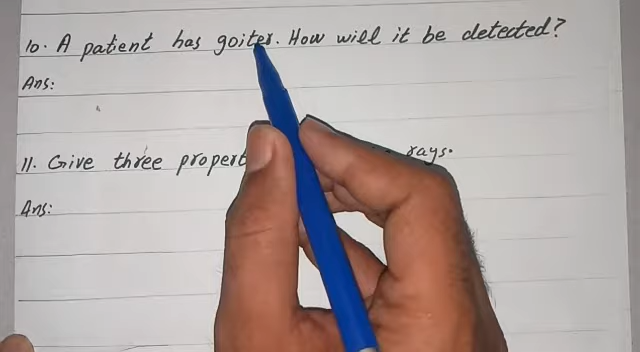 10. A patient has goiter. How will it be detected?
Ans:
11. Give three propert rays.
Ans: